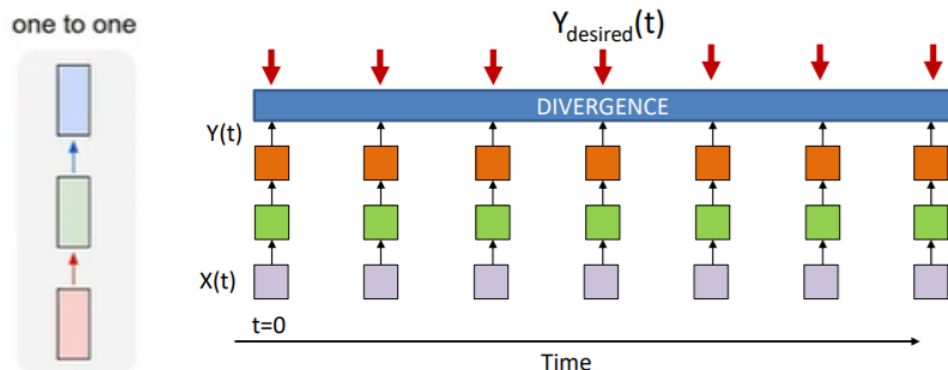 one to one
Y_desired(t)
DIVERGENCE
Y(t)
X(t)
t=0
Time